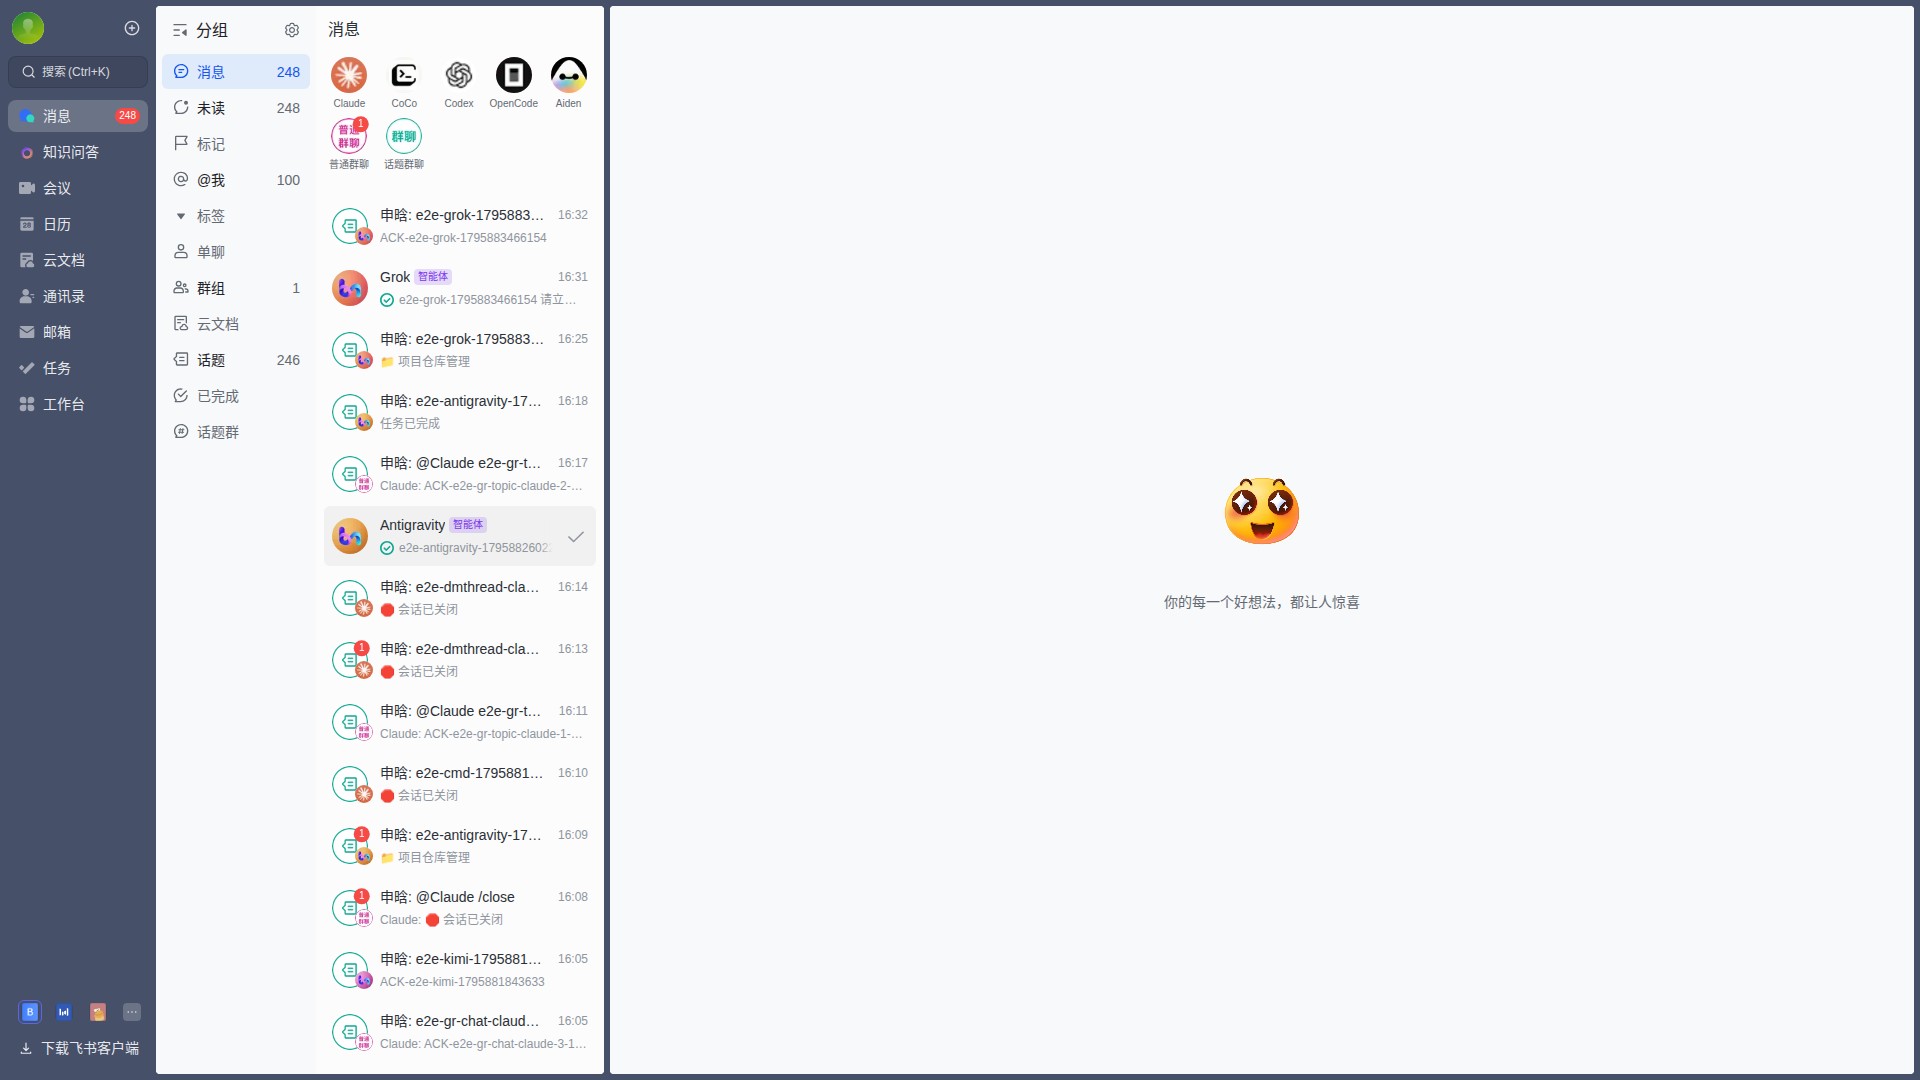 搜索 (Ctrl+K)
消息 248
知识问答
会议
日历
云文档
通讯录
邮箱
任务
工作台
下载飞书客户端
分组
消息 248
未读 248
标记
@我 100
标签
单聊
群组 1
云文档
话题 246
已完成
话题群
消息
Claude CoCo Codex OpenCode Aiden
普通群聊 1 群聊
普通群聊 话题群聊
申晗: e2e-grok-1795883... 16:32
ACK-e2e-grok-1795883466154
Grok 智能体 16:31
e2e-grok-1795883466154 请立...
申晗: e2e-grok-1795883... 16:25
项目仓库管理
申晗: e2e-antigravity-17... 16:18
任务已完成
申晗: @Claude e2e-gr-t... 16:17
Claude: ACK-e2e-gr-topic-claude-2-...
Antigravity 智能体
e2e-antigravity-179588260
申晗: e2e-dmthread-cla... 16:14
会话已关闭
1 申晗: e2e-dmthread-cla... 16:13
会话已关闭
申晗: @Claude e2e-gr-t... 16:11
Claude: ACK-e2e-gr-topic-claude-1-...
申晗: e2e-cmd-1795881... 16:10
会话已关闭
1 申晗: e2e-antigravity-17... 16:09
项目仓库管理
1 申晗: @Claude /close 16:08
Claude: 会话已关闭
申晗: e2e-kimi-1795881... 16:05
ACK-e2e-kimi-1795881843633
申晗: e2e-gr-chat-claud... 16:05
Claude: ACK-e2e-gr-chat-claude-3-1...
你的每一个好想法，都让人惊喜